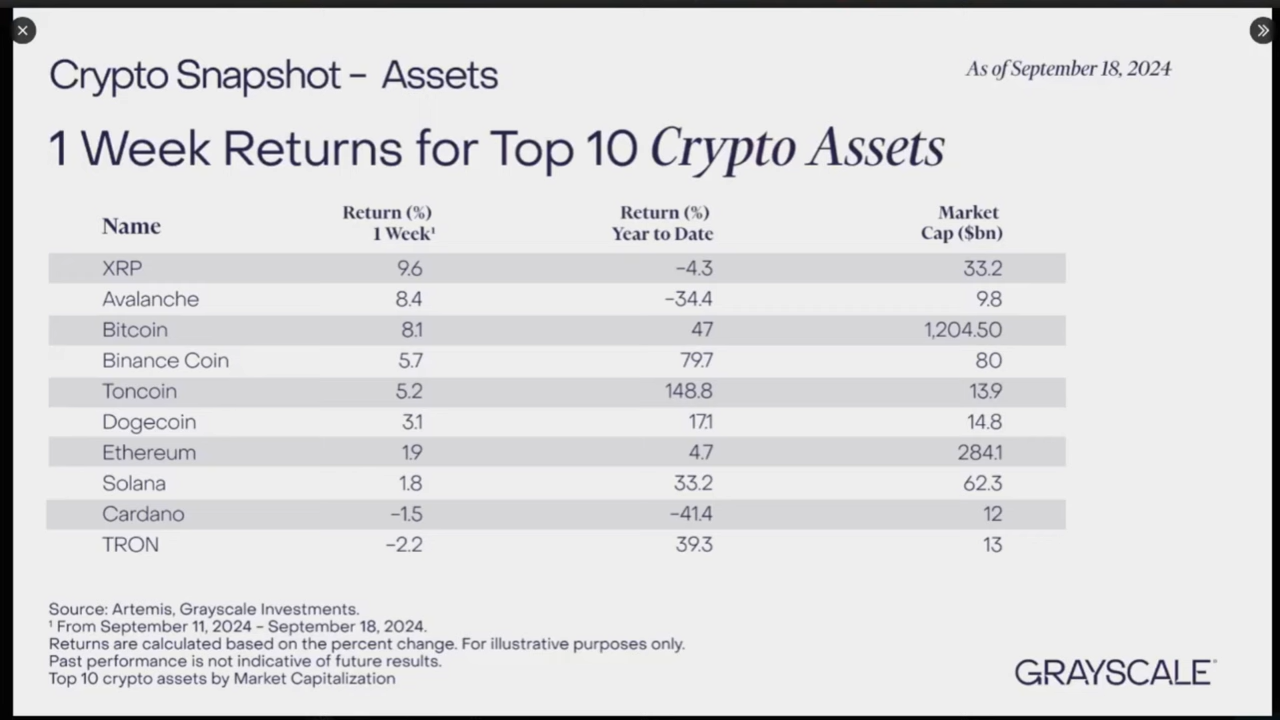 Crypto Snapshot – Assets
As of September 18, 2024
1 Week Returns for Top 10 Crypto Assets
Name Return (%) 1 Week¹ Return (%) Year to Date Market Cap ($bn)
XRP 9.6 −4.3 33.2
Avalanche 8.4 −34.4 9.8
Bitcoin 8.1 47 1,204.50
Binance Coin 5.7 79.7 80
Toncoin 5.2 148.8 13.9
Dogecoin 3.1 17.1 14.8
Ethereum 1.9 4.7 284.1
Solana 1.8 33.2 62.3
Cardano −1.5 −41.4 12
TRON −2.2 39.3 13
Source: Artemis, Grayscale Investments.
¹ From September 11, 2024 – September 18, 2024.
Returns are calculated based on the percent change. For illustrative purposes only.
Past performance is not indicative of future results.
Top 10 crypto assets by Market Capitalization
GRAYSCALE